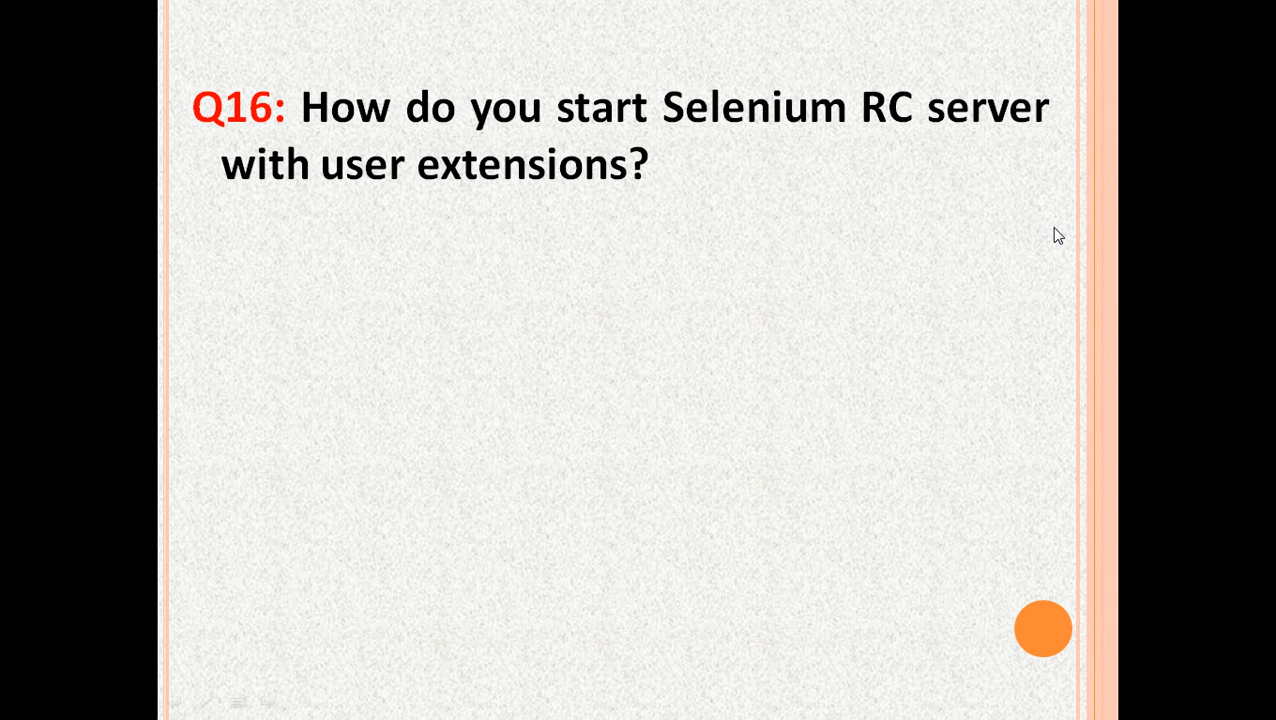 Q16: How do you start Selenium RC server
with user extensions?